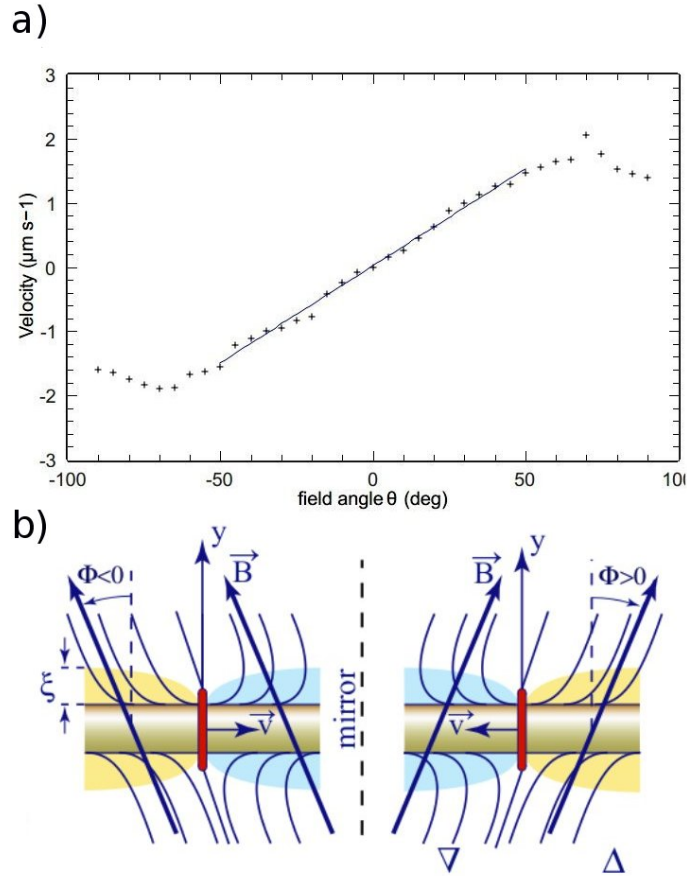 a)
3
2
1
0
-1
-2
-3
Velocity (µm s−1)
-100 -50 0 50 100
field angle θ (deg)
b)
Φ<0 y B y B Φ>0
ξ v mirror v
∇ Δ